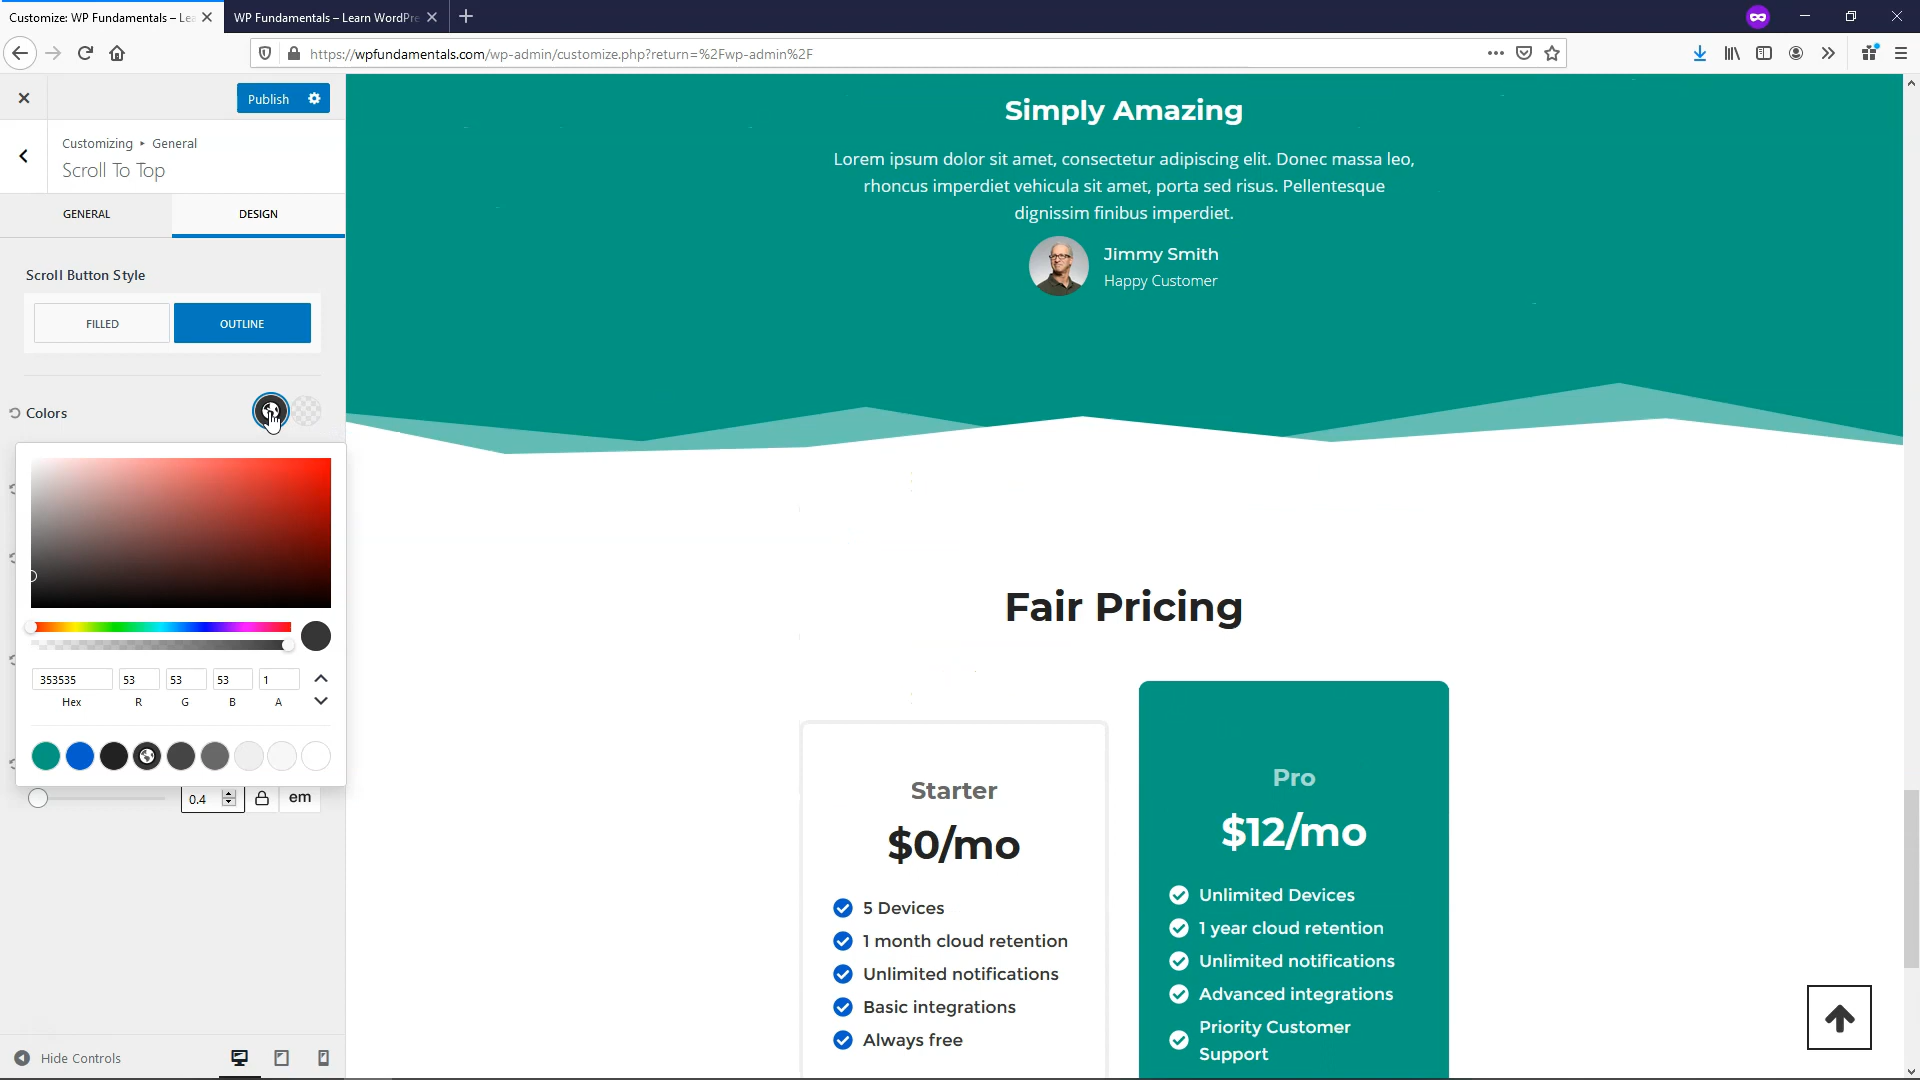 Customize: WP Fundamentals – Lea
WP Fundamentals – Learn WordPre
https://wpfundamentals.com/wp-admin/customize.php?return=%2Fwp-admin%2F
Publish
Customizing ▸ General
Scroll To Top
GENERAL
DESIGN
Scroll Button Style
FILLED
OUTLINE
Colors
353535
53
53
53
1
Hex
R
G
B
A
0.4
em
Hide Controls
Simply Amazing
Lorem ipsum dolor sit amet, consectetur adipiscing elit. Donec massa leo,
rhoncus imperdiet vehicula sit amet, porta sed risus. Pellentesque
dignissim finibus imperdiet.
Jimmy Smith
Happy Customer
Fair Pricing
Starter
$0/mo
5 Devices
1 month cloud retention
Unlimited notifications
Basic integrations
Always free
Pro
$12/mo
Unlimited Devices
1 year cloud retention
Unlimited notifications
Advanced integrations
Priority Customer
Support